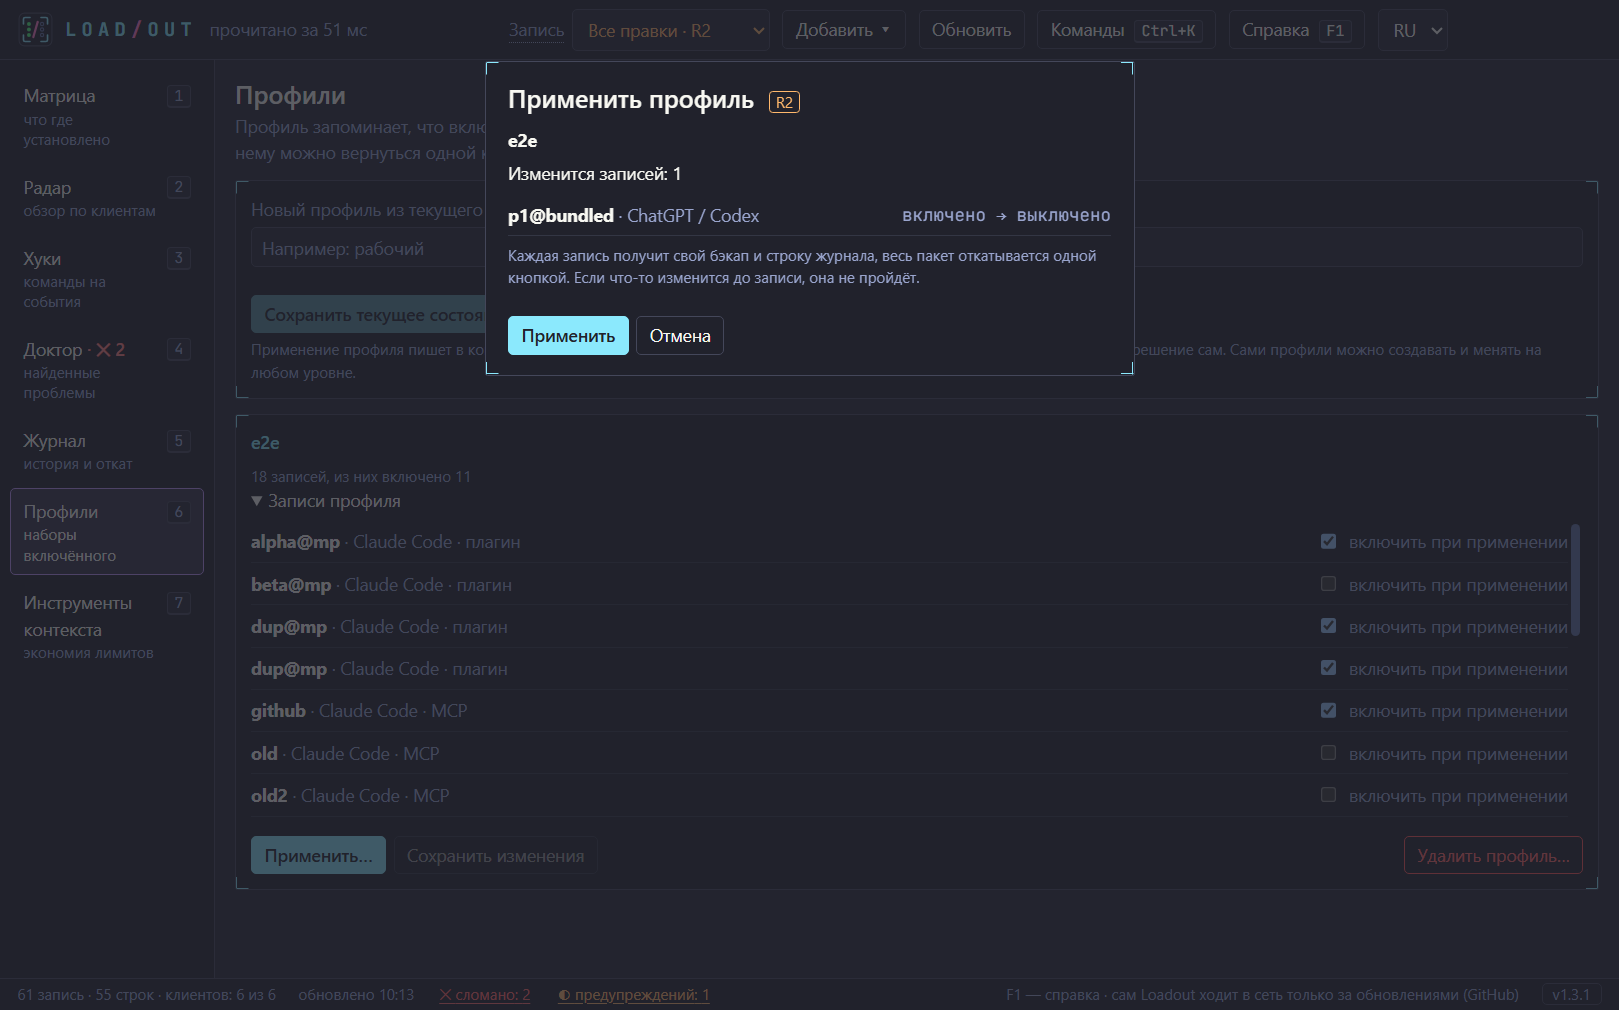 LOAD/OUT прочитано за 51 мс Запись Все правки · R2 Добавить ▾ Обновить Команды Ctrl+K Справка F1 RU
Матрица 1
что где
установлено
Радар 2
обзор по клиентам
Хуки 3
команды на
события
Доктор · ✕ 2 4
найденные
проблемы
Журнал 5
история и откат
Профили 6
наборы
включённого
Инструменты 7
контекста
экономия лимитов
Профили
Профиль запоминает, что вклю
нему можно вернуться одной к
Новый профиль из текущего
Например: рабочий
Сохранить текущее состоя
Применение профиля пишет в ко
решение сам. Сами профили можно создавать и менять на
любом уровне.
Применить профиль R2
e2e
Изменится записей: 1
p1@bundled · ChatGPT / Codex включено → выключено
Каждая запись получит свой бэкап и строку журнала, весь пакет откатывается одной
кнопкой. Если что-то изменится до записи, она не пройдёт.
Применить Отмена
e2e
18 записей, из них включено 11
▼ Записи профиля
alpha@mp · Claude Code · плагин включить при применении
beta@mp · Claude Code · плагин включить при применении
dup@mp · Claude Code · плагин включить при применении
dup@mp · Claude Code · плагин включить при применении
github · Claude Code · MCP включить при применении
old · Claude Code · MCP включить при применении
old2 · Claude Code · MCP включить при применении
Применить... Сохранить изменения Удалить профиль...
61 запись · 55 строк · клиентов: 6 из 6 обновлено 10:13 ✕ сломано: 2 ◐ предупреждений: 1 F1 — справка · сам Loadout ходит в сеть только за обновлениями (GitHub) v1.3.1